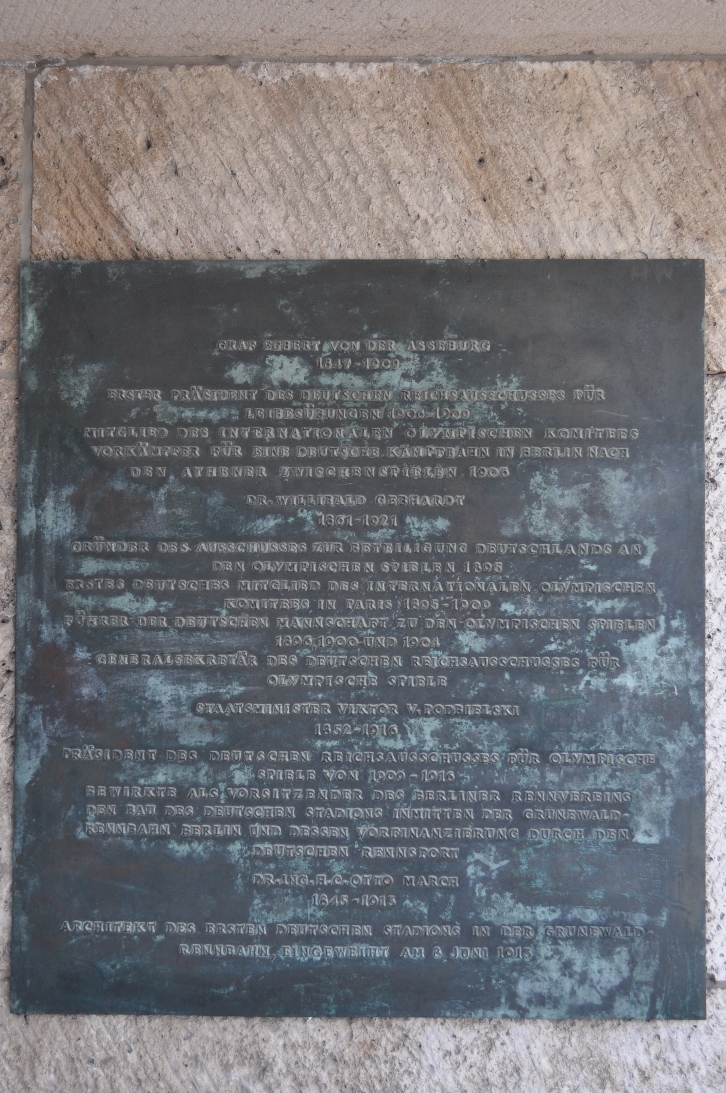 GRAF EGBERT VON DER ASSEBURG
1847-1909
ERSTER PRÄSIDENT DES DEUTSCHEN REICHSAUSSCHUSSES FÜR
LEIBESÜBUNGEN 1906-1909
MITGLIED DES INTERNATIONALEN OLYMPISCHEN KOMITEES
VORKÄMPFER FÜR EINE DEUTSCHE KAMPFBAHN IN BERLIN NACH
DEN ATHENER ZWISCHENSPIELEN 1906
DR. WILLIBALD GEBHARDT
1861-1921
GRÜNDER DES AUSSCHUSSES ZUR BETEILIGUNG DEUTSCHLANDS AN
DEN OLYMPISCHEN SPIELEN 1895
ERSTES DEUTSCHES MITGLIED DES INTERNATIONALEN OLYMPISCHEN
KOMITEES IN PARIS 1895-1909
FÜHRER DER DEUTSCHEN MANNSCHAFT ZU DEN OLYMPISCHEN SPIELEN
1896, 1900 UND 1904
GENERALSEKRETÄR DES DEUTSCHEN REICHSAUSSCHUSSES FÜR
OLYMPISCHE SPIELE
STAATSMINISTER VIKTOR V. PODBIELSKI
1852-1916
PRÄSIDENT DES DEUTSCHEN REICHSAUSSCHUSSES FÜR OLYMPISCHE
SPIELE VON 1909-1916
BEWIRKTE ALS VORSITZENDER DES BERLINER RENNVEREINS
DEN BAU DES DEUTSCHEN STADIONS INMITTEN DER GRUNEWALD-
RENNBAHN BERLIN UND DESSEN VORFINANZIERUNG DURCH DEN
DEUTSCHEN RENNSPORT
DR.-ING. H.C. OTTO MARCH
1845-1913
ARCHITEKT DES ERSTEN DEUTSCHEN STADIONS IN DER GRUNEWALD-
RENNBAHN, EINGEWEIHT AM 8. JUNI 1913